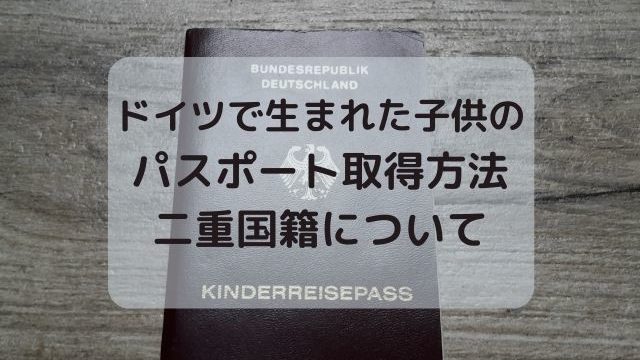 BUNDESREPUBLIK
DEUTSCHLAND
ドイツで生まれた子供の
パスポート取得方法
二重国籍について
KINDERREISEPASS